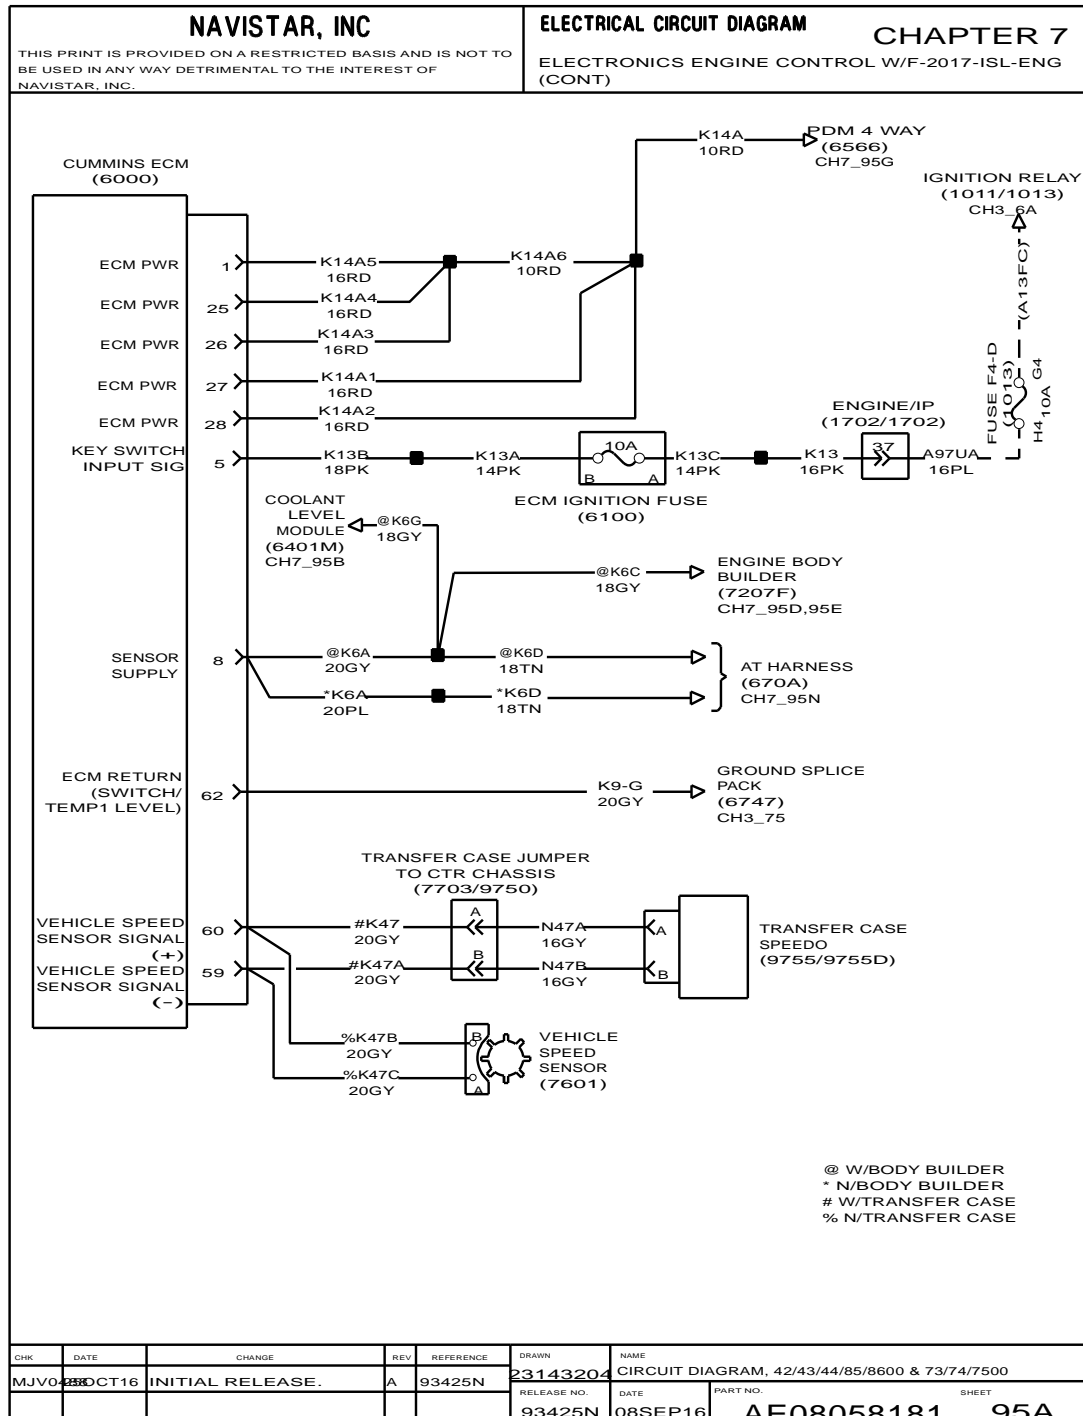 NAVISTAR, INC
THIS PRINT IS PROVIDED ON A RESTRICTED BASIS AND IS NOT TO
BE USED IN ANY WAY DETRIMENTAL TO THE INTEREST OF
NAVISTAR, INC.
ELECTRICAL CIRCUIT DIAGRAM
CHAPTER 7
ELECTRONICS ENGINE CONTROL W/F-2017-ISL-ENG
(CONT)
K14A
10RD
PDM 4 WAY
(6566)
CH7_95G
CUMMINS ECM
(6000)
IGNITION RELAY
(1011/1013)
CH3_6A
(A13FC)
ECM PWR
1
K14A5
16RD
K14A6
10RD
ECM PWR
25
K14A4
16RD
ECM PWR
26
K14A3
16RD
ECM PWR
27
K14A1
16RD
ECM PWR
28
K14A2
16RD
FUSE F4-D
(1013)
H4
10A
G4
KEY SWITCH
INPUT SIG
5
K13B
18PK
K13A
14PK
10A
B
A
ECM IGNITION FUSE
(6100)
K13C
14PK
K13
16PK
ENGINE/IP
(1702/1702)
37
A97UA
16PL
COOLANT
LEVEL
MODULE
(6401M)
CH7_95B
@K6G
18GY
@K6C
18GY
ENGINE BODY
BUILDER
(7207F)
CH7_95D,95E
SENSOR
SUPPLY
8
@K6A
20GY
@K6D
18TN
*K6A
20PL
*K6D
18TN
AT HARNESS
(670A)
CH7_95N
ECM RETURN
(SWITCH/
TEMP1 LEVEL)
62
K9-G
20GY
GROUND SPLICE
PACK
(6747)
CH3_75
TRANSFER CASE JUMPER
TO CTR CHASSIS
(7703/9750)
VEHICLE SPEED
SENSOR SIGNAL
(+)
60
#K47
20GY
A
N47A
16GY
A
VEHICLE SPEED
SENSOR SIGNAL
(-)
59
#K47A
20GY
B
N47B
16GY
B
TRANSFER CASE
SPEEDO
(9755/9755D)
%K47B
20GY
B
%K47C
20GY
A
VEHICLE
SPEED
SENSOR
(7601)
@ W/BODY BUILDER
* N/BODY BUILDER
# W/TRANSFER CASE
% N/TRANSFER CASE
CHK DATE CHANGE REV REFERENCE
INITIAL RELEASE. A 93425N
DRAWN
23143204
NAME
CIRCUIT DIAGRAM, 42/43/44/85/8600 & 73/74/7500
RELEASE NO.
93425N
DATE
08SEP16
PART NO.
AE08058181
SHEET
95A